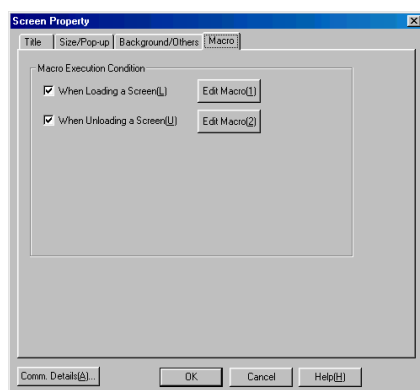 Screen Property
Title Size/Pop-up Background/Others Macro
Macro Execution Condition
When Loading a Screen(L) Edit Macro(1)
When Unloading a Screen(U) Edit Macro(2)
Comm. Details(A)... OK Cancel Help(H)